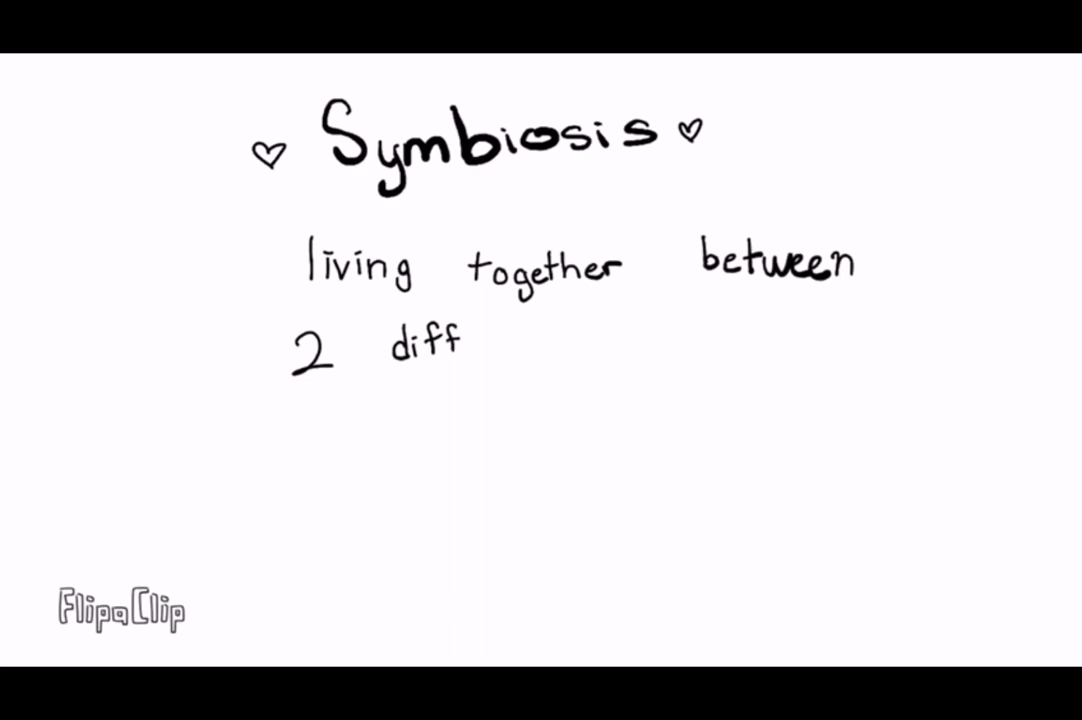 ♡ Symbiosis ♡
living together between
2 diff
FlipaClip